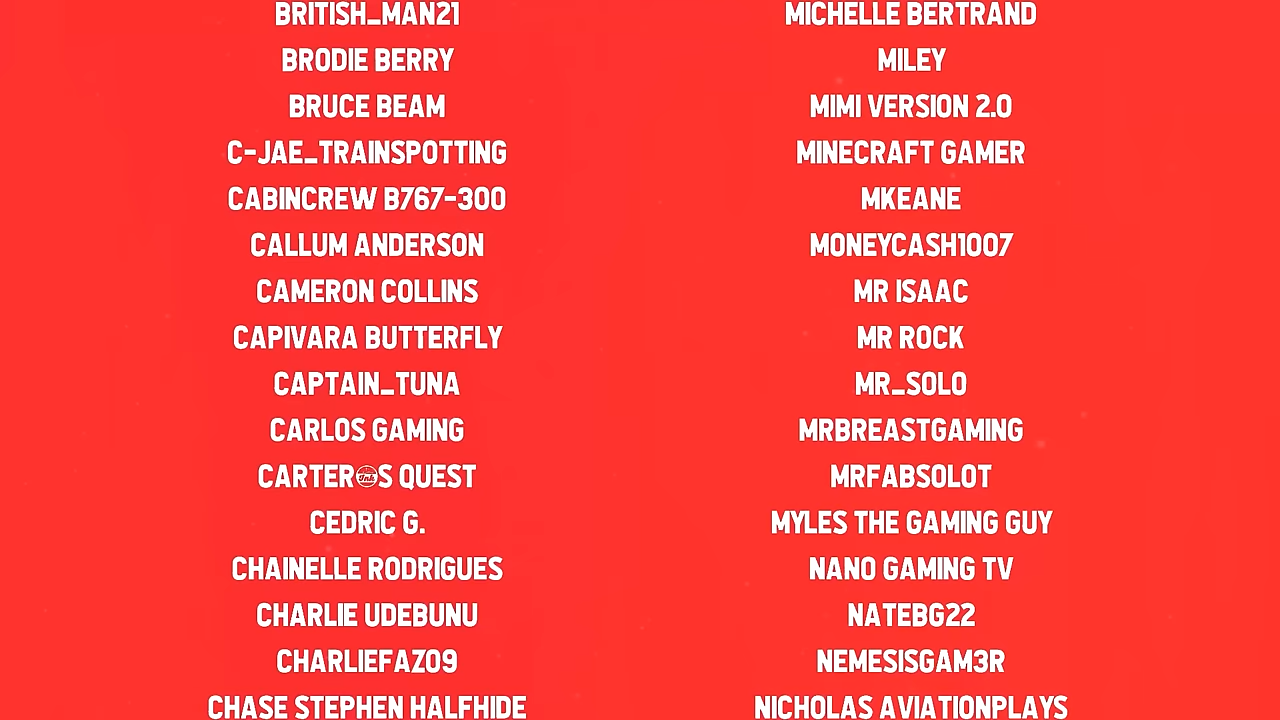 BRITISH_MAN21
BRODIE BERRY
BRUCE BEAM
C-JAE_TRAINSPOTTING
CABINCREW B767-300
CALLUM ANDERSON
CAMERON COLLINS
CAPIVARA BUTTERFLY
CAPTAIN_TUNA
CARLOS GAMING
CARTER S QUEST
CEDRIC G.
CHAINELLE RODRIGUES
CHARLIE UDEBUNU
CHARLIEFAZ09
CHASE STEPHEN HALFHIDE
MICHELLE BERTRAND
MILEY
MIMI VERSION 2.0
MINECRAFT GAMER
MKEANE
MONEYCASH1007
MR ISAAC
MR ROCK
MR_SOLO
MRBREASTGAMING
MRFABSOLOT
MYLES THE GAMING GUY
NANO GAMING TV
NATEBG22
NEMESISGAM3R
NICHOLAS AVIATIONPLAYS